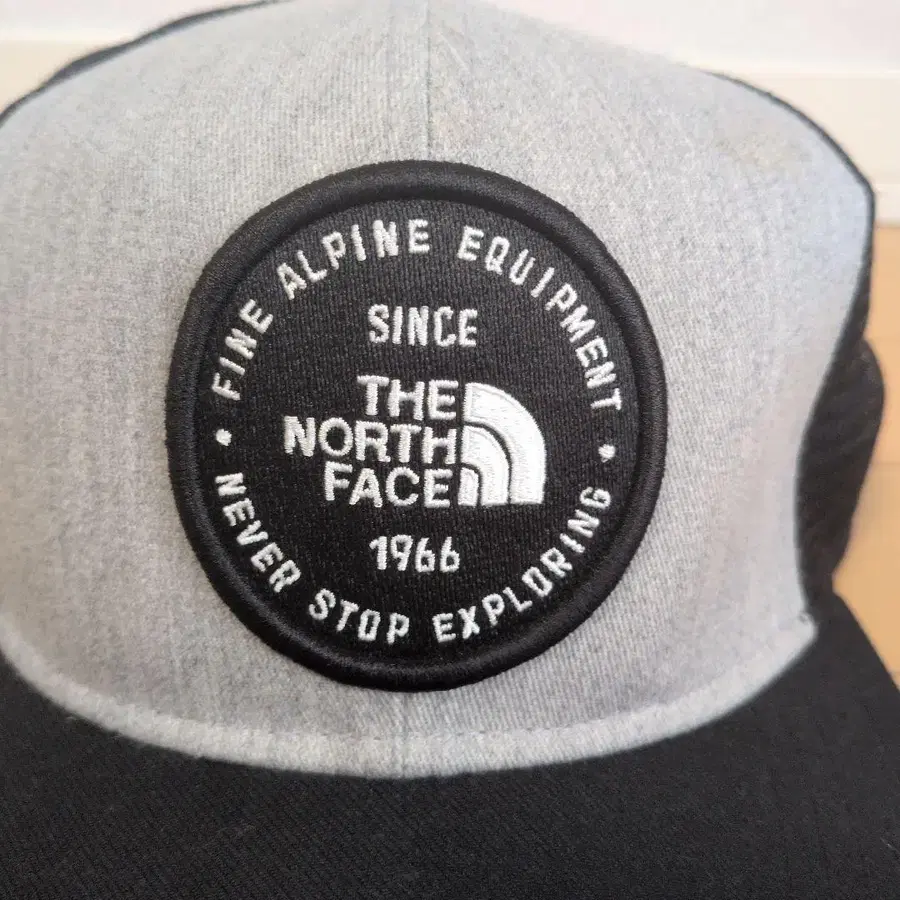 FINE ALPINE EQUIPMENT
SINCE
THE
NORTH
FACE
1966
NEVER STOP EXPLORING